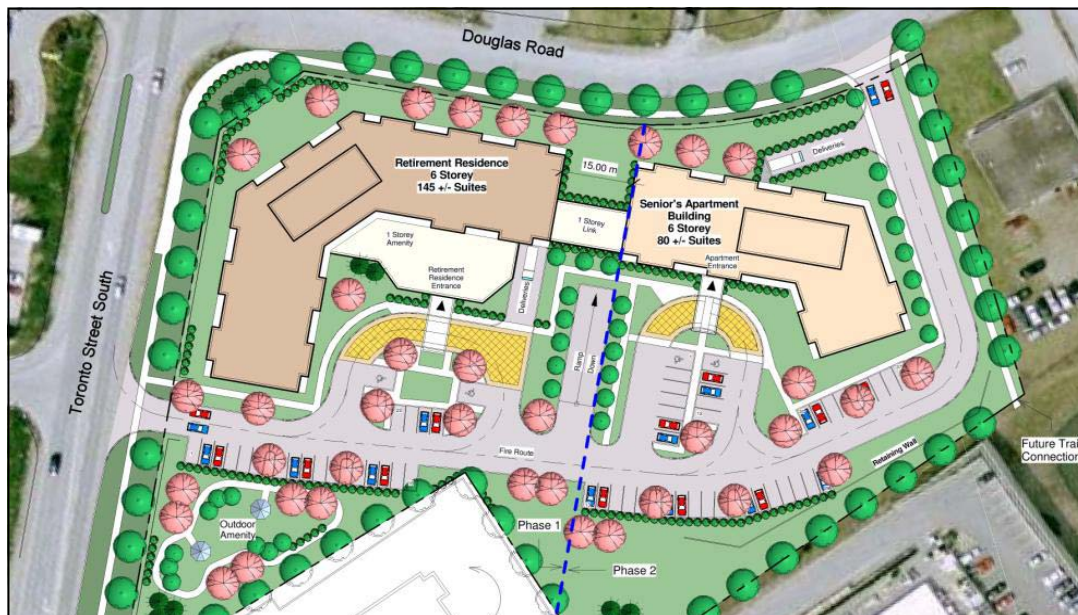 Douglas Road
Toronto Street South
Retirement Residence
6 Storey
145 +/- Suites
15.00 m
Deliveries
1 Storey
Link
Senior's Apartment
Building
6 Storey
80 +/- Suites
1 Storey
Amenity
Retirement
Residence
Entrance
Apartment
Entrance
Deliveries
Ramp
Down
Fire Route
Retaining Wall
Future Trail
Connection
Outdoor
Amenity
Phase 1
Phase 2